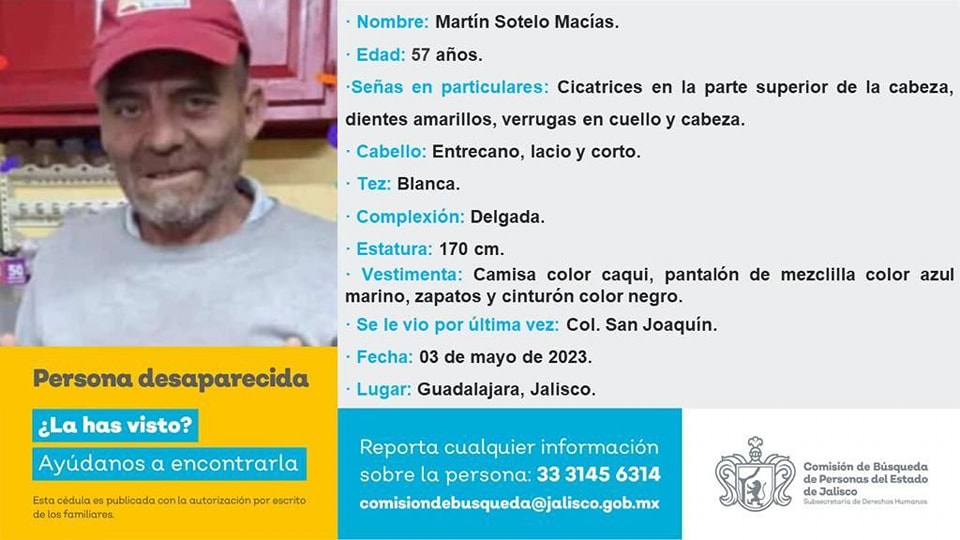 · Nombre: Martín Sotelo Macías.
· Edad: 57 años.
·Señas en particulares: Cicatrices en la parte superior de la cabeza,
dientes amarillos, verrugas en cuello y cabeza.
· Cabello: Entrecano, lacio y corto.
· Tez: Blanca.
· Complexión: Delgada.
· Estatura: 170 cm.
· Vestimenta: Camisa color caqui, pantalón de mezclilla color azul
marino, zapatos y cinturón color negro.
· Se le vio por última vez: Col. San Joaquín.
· Fecha: 03 de mayo de 2023.
· Lugar: Guadalajara, Jalisco.
50
Persona desaparecida
¿La has visto?
Ayúdanos a encontrarla
Esta cédula es publicada con la autorización por escrito
de los familiares.
Reporta cualquier información
sobre la persona: 33 3145 6314
comisiondebusqueda@jalisco.gob.mx
Comisión de Búsqueda
de Personas del Estado
de Jalisco
Subsecretaría de Derechos Humanos